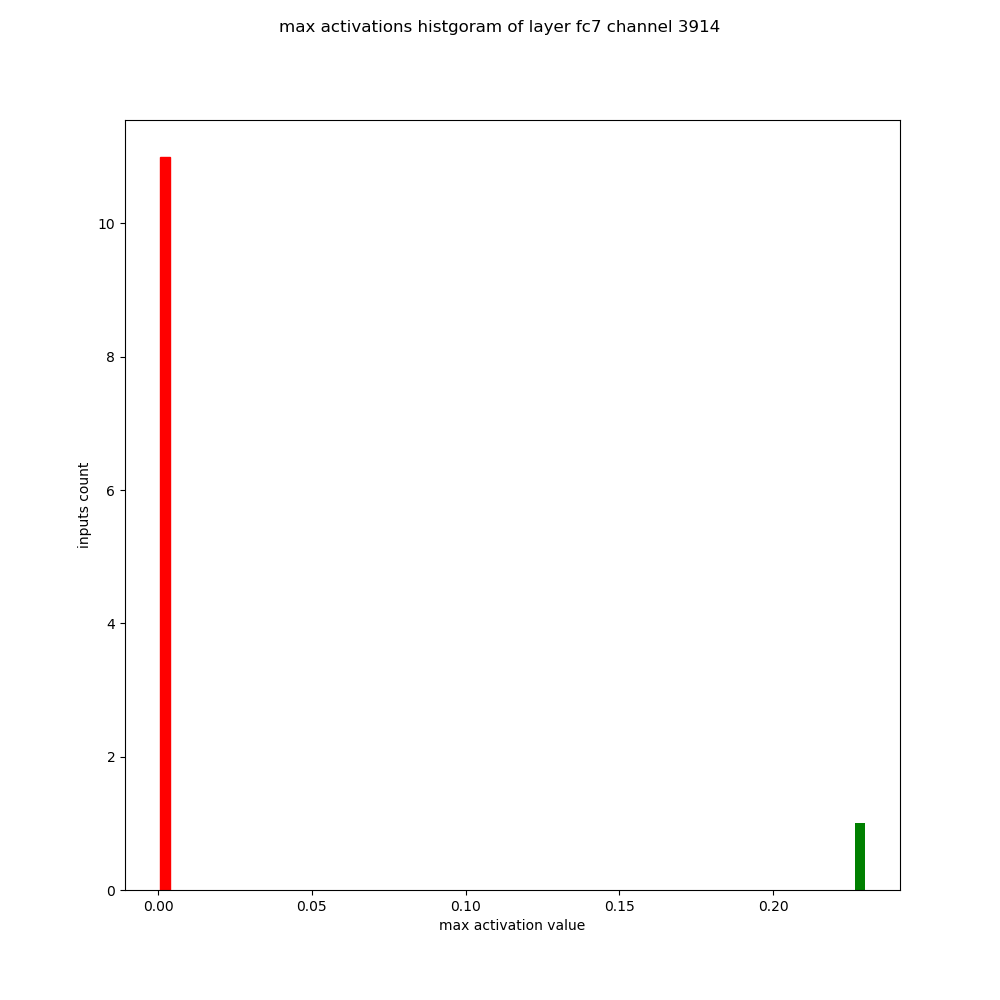 max activations histgoram of layer fc7 channel 3914
10
8
6
4
2
0
inputs count
0.00 0.05 0.10 0.15 0.20
max activation value